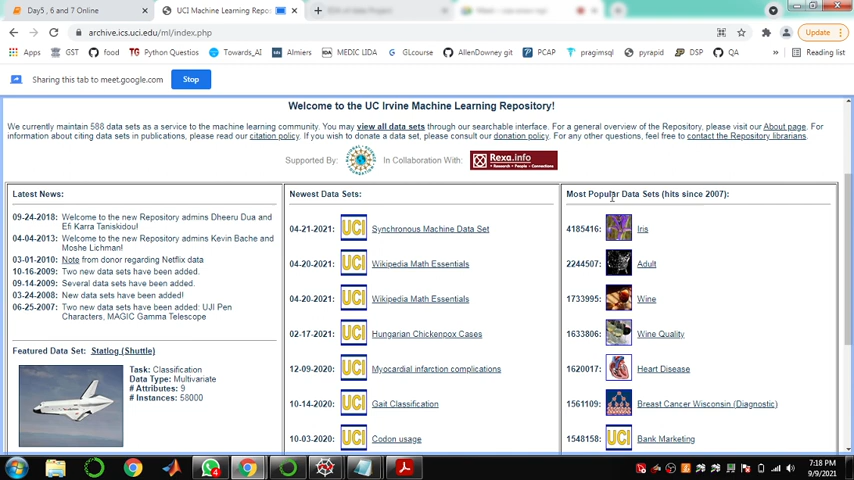 Day5 , 6 and 7 Online
UCI Machine Learning Repo
archive.ics.uci.edu/ml/index.php
Update
Apps
GST
food
TG
Python Questions
Towards_AI
Almiers
MEDIC LIDA
GLcourse
AllenDowney git
PCAP
pragimsql
pyrapid
DSP
QA
»
Reading list
Sharing this tab to meet.google.com
Stop
Welcome to the UC Irvine Machine Learning Repository!
We currently maintain 588 data sets as a service to the machine learning community. You may view all data sets through our searchable interface. For a general overview of the Repository, please visit our About page. For
information about citing data sets in publications, please read our citation policy. If you wish to donate a data set, please consult our donation policy. For any other questions, feel free to contact the Repository librarians.
Supported By:
In Collaboration With:
Rexa.info
Research • People • Connections
Latest News:
09-24-2018: Welcome to the new Repository admins Dheeru Dua and
Efi Karra Taniskidou!
04-04-2013: Welcome to the new Repository admins Kevin Bache and
Moshe Lichman!
03-01-2010: Note from donor regarding Netflix data
10-16-2009: Two new data sets have been added.
09-14-2009: Several data sets have been added.
03-24-2008: New data sets have been added!
06-25-2007: Two new data sets have been added: UJI Pen
Characters, MAGIC Gamma Telescope
Featured Data Set: Statlog (Shuttle)
Task: Classification
Data Type: Multivariate
# Attributes: 9
# Instances: 58000
Newest Data Sets:
04-21-2021: UCI Synchronous Machine Data Set
04-20-2021: UCI Wikipedia Math Essentials
04-20-2021: UCI Wikipedia Math Essentials
02-17-2021: UCI Hungarian Chickenpox Cases
12-09-2020: UCI Myocardial infarction complications
10-14-2020: UCI Gait Classification
10-03-2020: UCI Codon usage
Most Popular Data Sets (hits since 2007):
4185416: Iris
2244507: Adult
1733995: Wine
1633806: Wine Quality
1620017: Heart Disease
1561109: Breast Cancer Wisconsin (Diagnostic)
1548158: UCI Bank Marketing
7:18 PM
9/9/2021